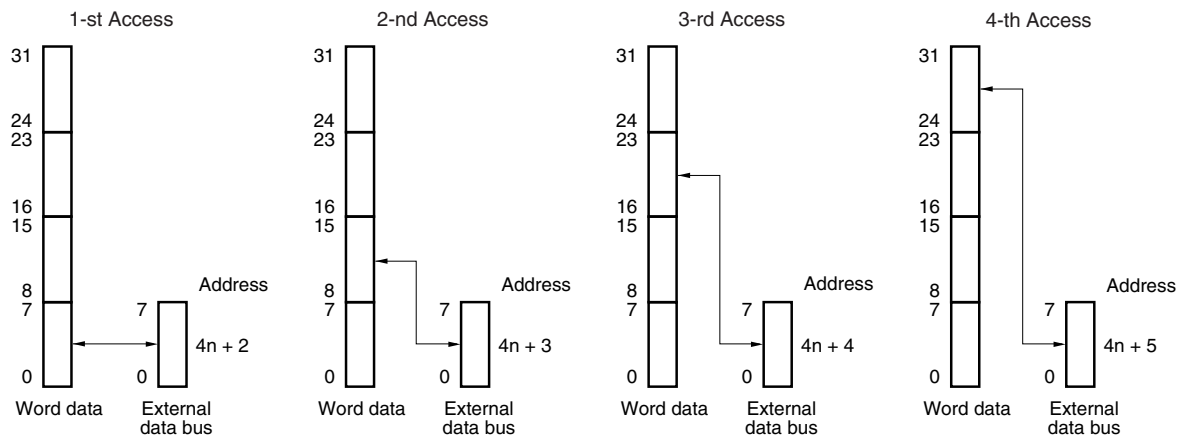 1-st Access
31
24
23
16
15
8
7
0
Address
7
4n + 2
0
Word data
External
data bus
2-nd Access
31
24
23
16
15
8
7
0
Address
7
4n + 3
0
Word data
External
data bus
3-rd Access
31
24
23
16
15
8
7
0
Address
7
4n + 4
0
Word data
External
data bus
4-th Access
31
24
23
16
15
8
7
0
Address
7
4n + 5
0
Word data
External
data bus